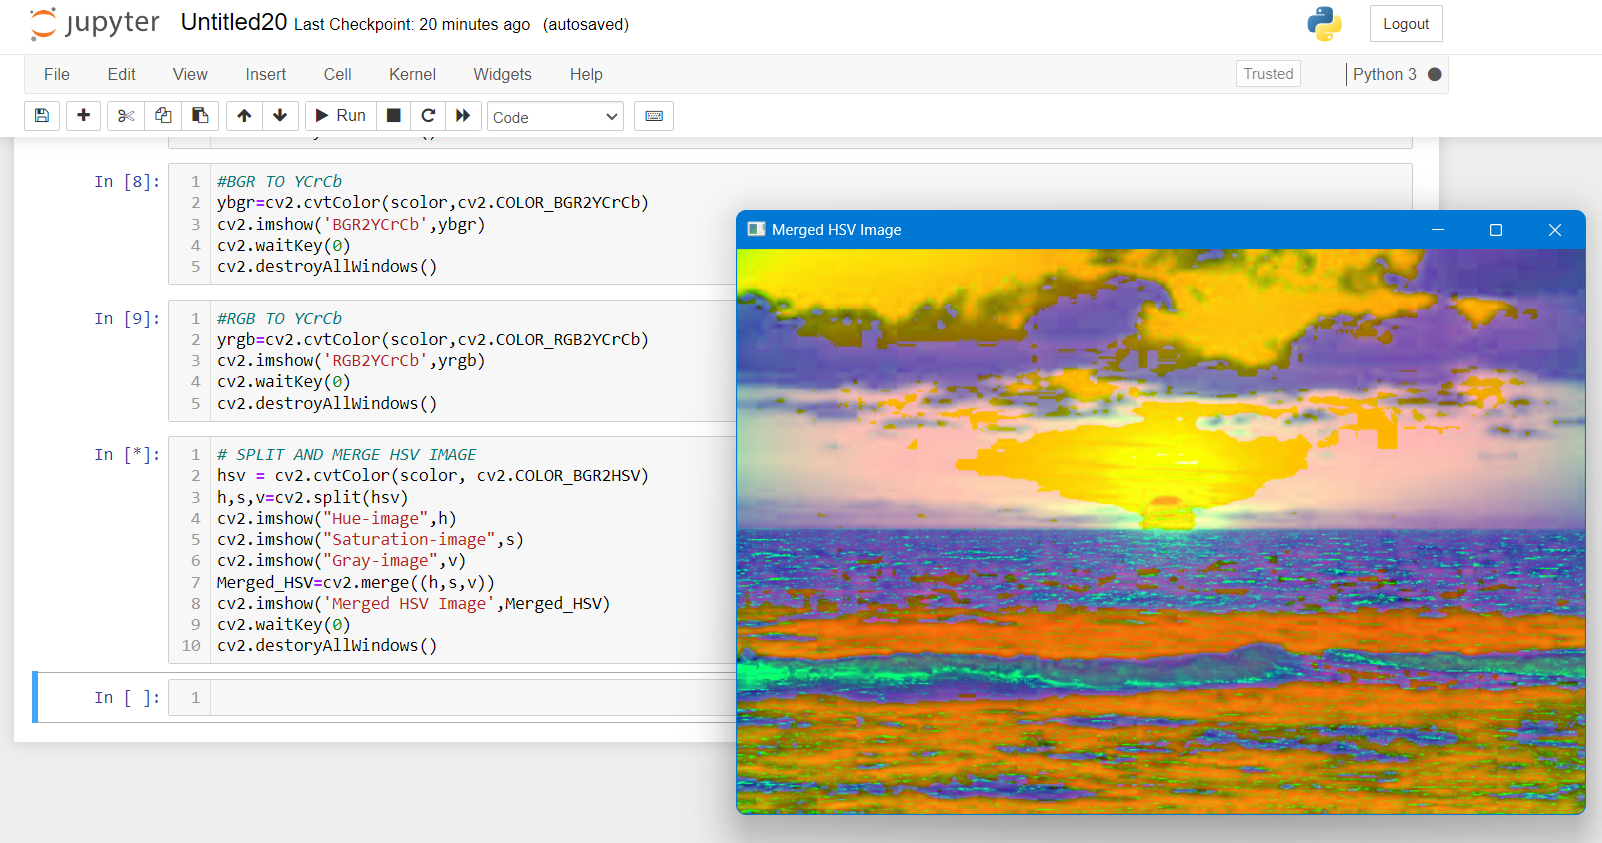 jupyter Untitled20 Last Checkpoint: 20 minutes ago (autosaved) Logout
File Edit View Insert Cell Kernel Widgets Help Trusted Python 3
Run Code
In [8]: 1 #BGR TO YCrCb
2 ybgr=cv2.cvtColor(scolor,cv2.COLOR_BGR2YCrCb)
3 cv2.imshow('BGR2YCrCb',ybgr)
4 cv2.waitKey(0)
5 cv2.destroyAllWindows()
In [9]: 1 #RGB TO YCrCb
2 yrgb=cv2.cvtColor(scolor,cv2.COLOR_RGB2YCrCb)
3 cv2.imshow('RGB2YCrCb',yrgb)
4 cv2.waitKey(0)
5 cv2.destroyAllWindows()
In [*]: 1 # SPLIT AND MERGE HSV IMAGE
2 hsv = cv2.cvtColor(scolor, cv2.COLOR_BGR2HSV)
3 h,s,v=cv2.split(hsv)
4 cv2.imshow("Hue-image",h)
5 cv2.imshow("Saturation-image",s)
6 cv2.imshow("Gray-image",v)
7 Merged_HSV=cv2.merge((h,s,v))
8 cv2.imshow('Merged HSV Image',Merged_HSV)
9 cv2.waitKey(0)
10 cv2.destoryAllWindows()
In [ ]: 1
Merged HSV Image